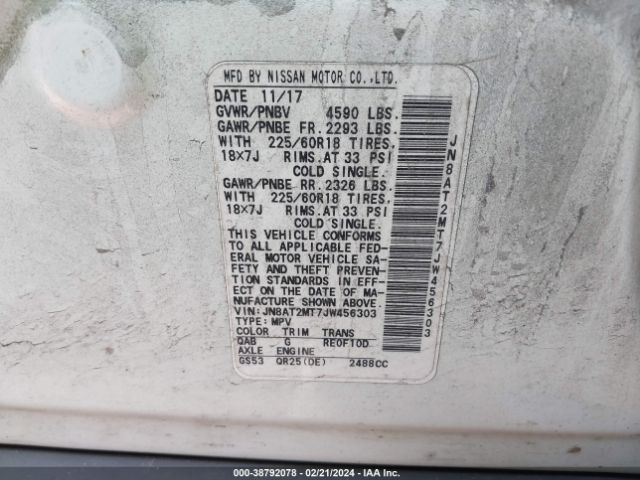 MFD BY NISSAN MOTOR CO.,LTD.
DATE 11/17
GVWR/PNBV 4590 LBS.
GAWR/PNBE FR. 2293 LBS.
WITH 225/60R18 TIRES.
18x7J RIMS.AT 33 PSI
COLD SINGLE.
GAWR/PNBE RR. 2326 LBS.
WITH 225/60R18 TIRES.
18x7J RIMS.AT 33 PSI
COLD SINGLE.
THIS VEHICLE CONFORMS
TO ALL APPLICABLE FED-
ERAL MOTOR VEHICLE SA-
FETY AND THEFT PREVEN-
TION STANDARDS IN EFF-
ECT ON THE DATE OF MA-
NUFACTURE SHOWN ABOVE.
VIN: JN8AT2MT7JW456303
TYPE: MPV
COLOR TRIM TRANS
QAB G RE0F10D
AXLE ENGINE
GS53 QR25(DE) 2488CC
JN8AT2MT7JW456303
000-38792078 - 02/21/2024 - IAA Inc.